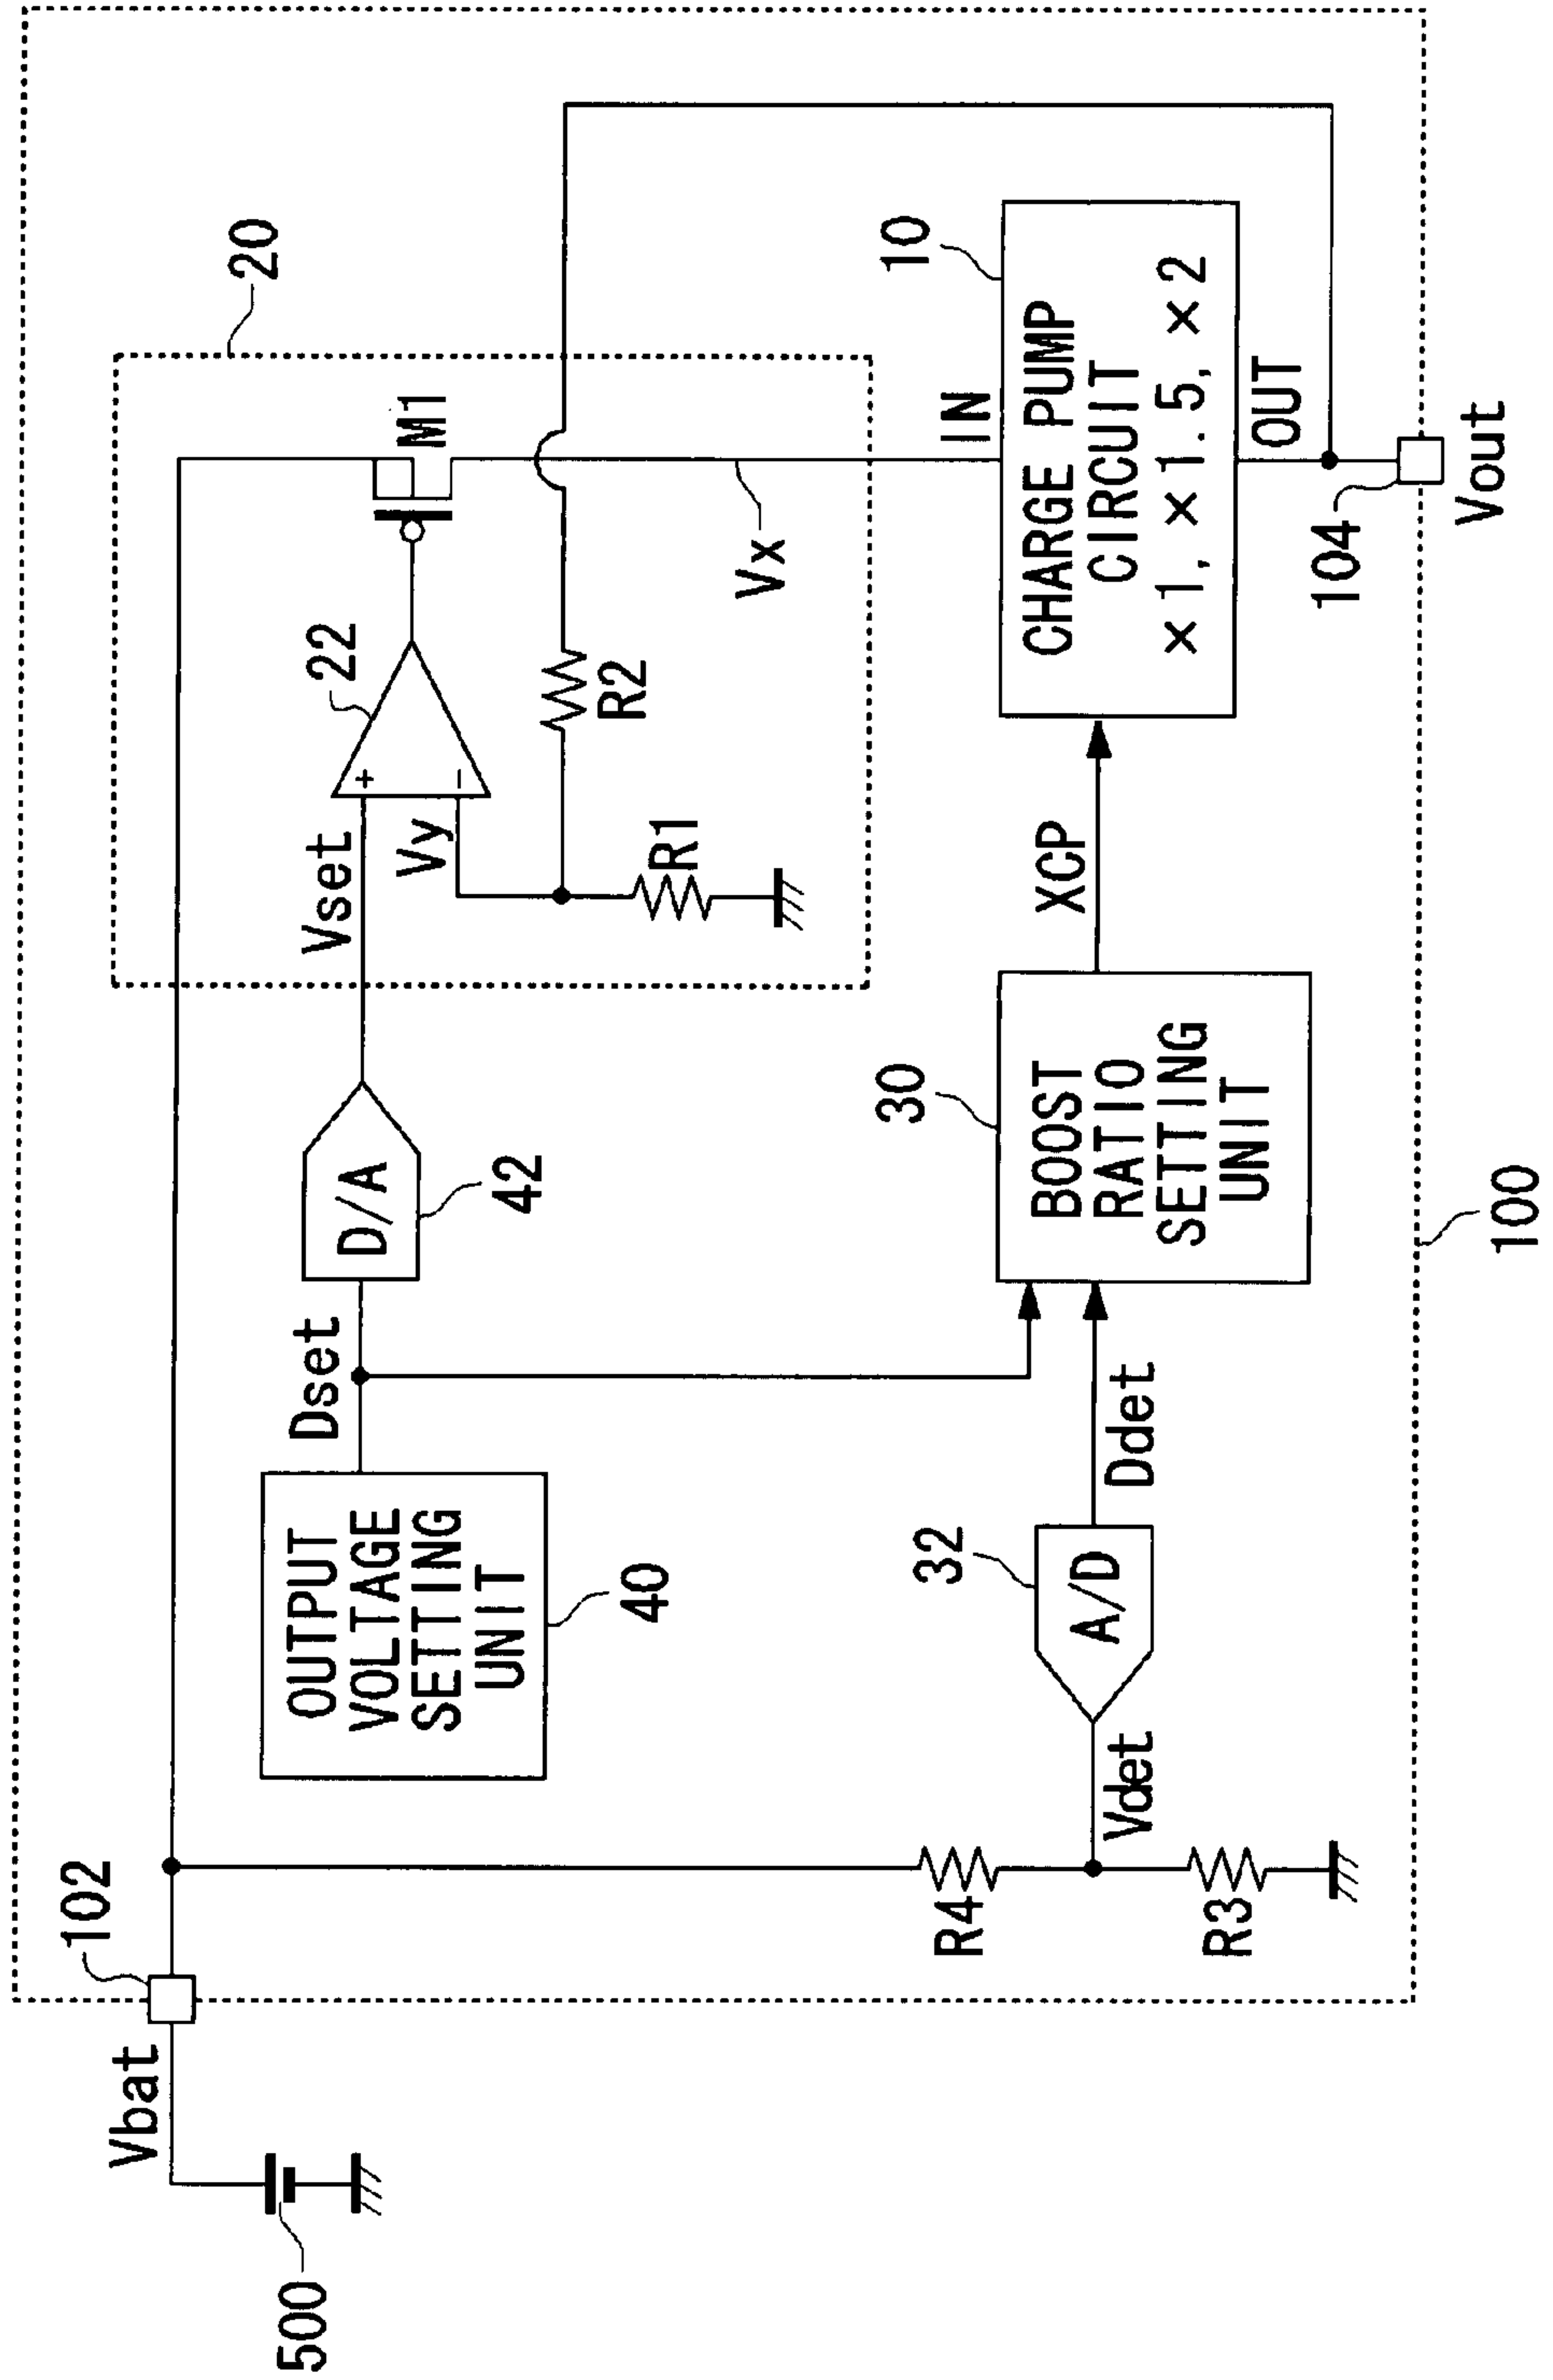 100
20
102
Vbat
500
OUTPUT
VOLTAGE
SETTING
UNIT
40
Dset
D/A
42
Vset
Vy
+
−
22
M1
R2
R1
Vx
R4
R3
Vdet
32
A/D
Ddet
30
BOOST
RATIO
SETTING
UNIT
XCP
10
IN
CHARGE PUMP
CIRCUIT
×1, ×1.5, ×2
OUT
104
Vout